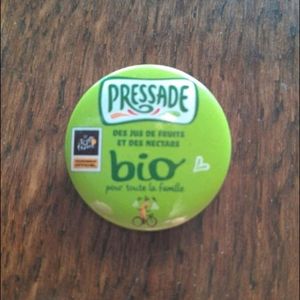 PRESSADE
DES JUS DE FRUITS
ET DES NECTARS
bio
pour toute la famille